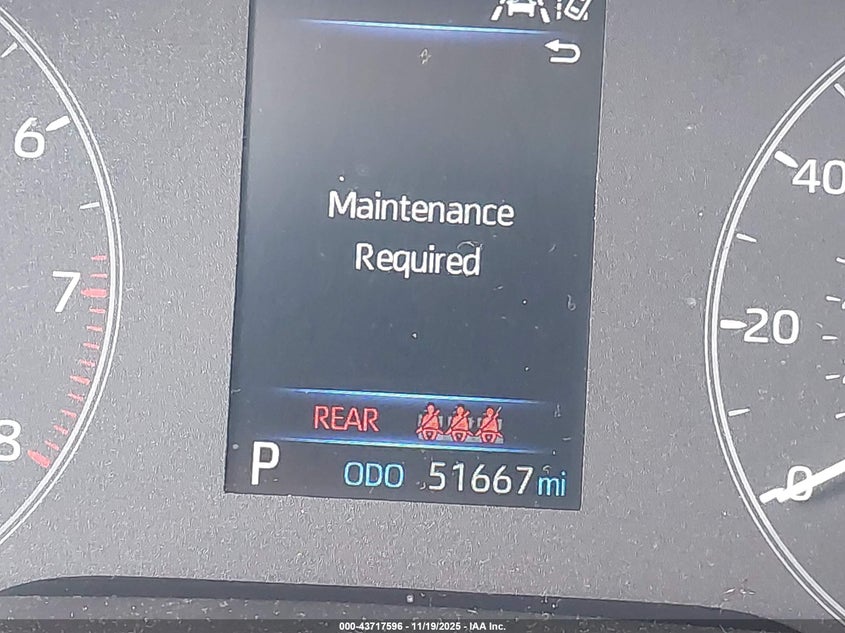 6
7
8
Maintenance
Required
REAR
P ODO 51667 mi
40
20
0
000-43717596 - 11/19/2025 - IAA Inc.